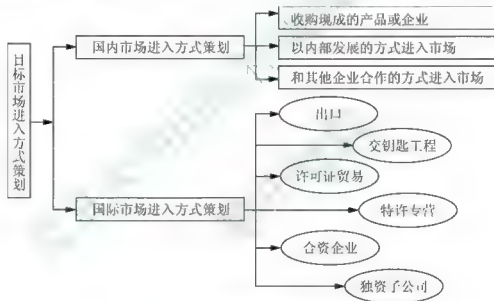 目标市场进入方式策划
国内市场进入方式策划
收购现成的产品或企业
以内部发展的方式进入市场
和其他企业合作的方式进入市场
国际市场进入方式策划
出口
交钥匙工程
许可证贸易
特许专营
合资企业
独资子公司